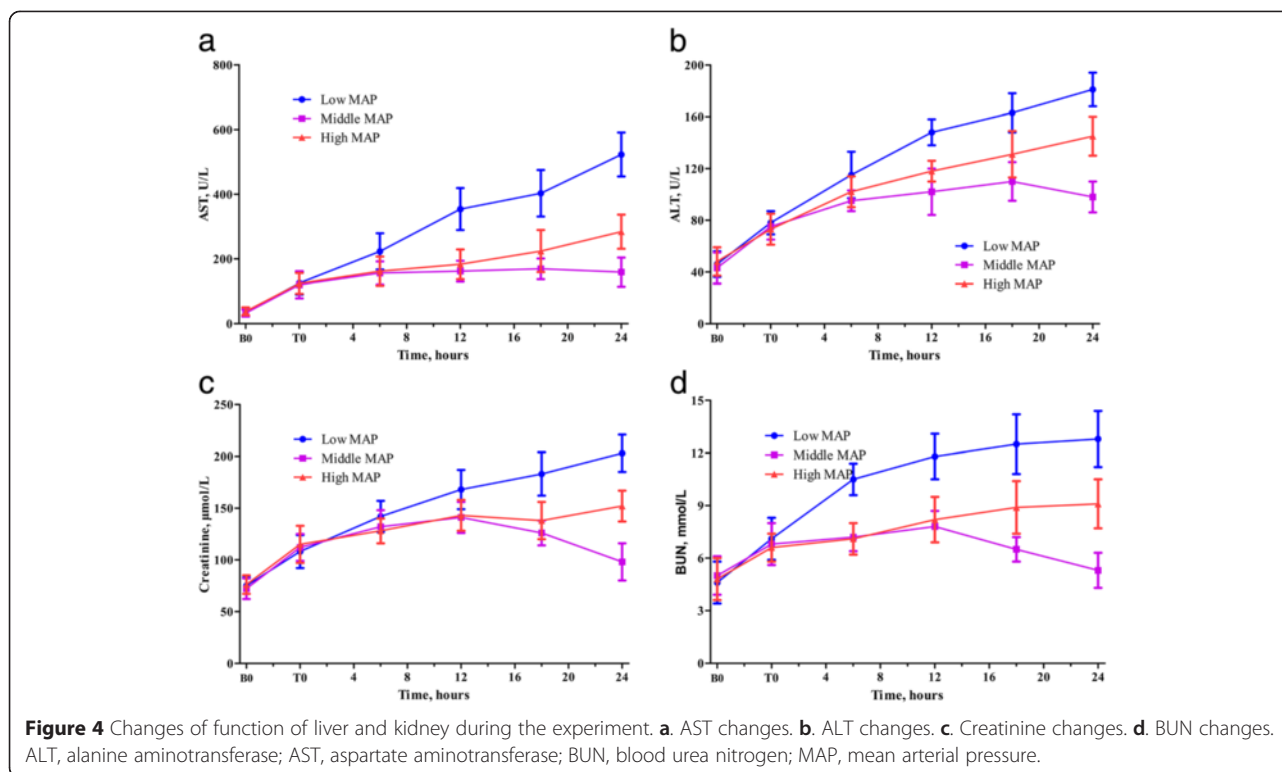 a
800
600
400
200
0
AST, U/L
Low MAP
Middle MAP
High MAP
B0 T0 4 8 12 16 20 24
Time, hours
b
200
160
120
80
40
0
ALT, U/L
Low MAP
Middle MAP
High MAP
B0 T0 4 8 12 16 20 24
Time, hours
c
250
200
150
100
50
0
Creatinine, μmol/L
Low MAP
Middle MAP
High MAP
B0 T0 4 8 12 16 20 24
Time, hours
d
15
12
9
6
3
0
BUN, mmol/L
Low MAP
Middle MAP
High MAP
B0 T0 4 8 12 16 20 24
Time, hours
Figure 4 Changes of function of liver and kidney during the experiment. a. AST changes. b. ALT changes. c. Creatinine changes. d. BUN changes.
ALT, alanine aminotransferase; AST, aspartate aminotransferase; BUN, blood urea nitrogen; MAP, mean arterial pressure.